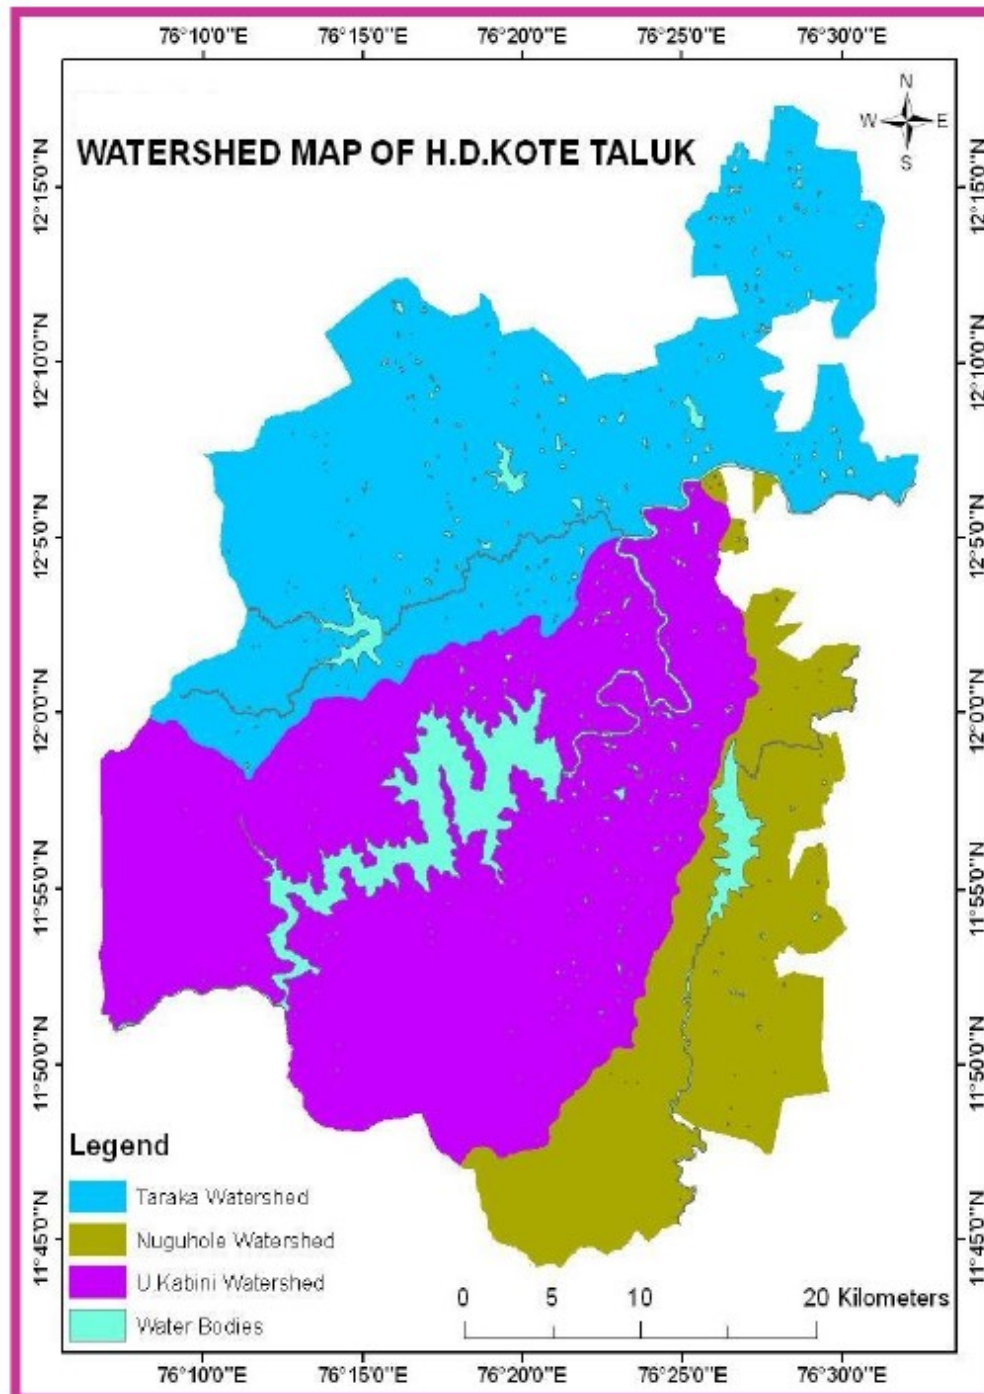 76°10'0"E 76°15'0"E 76°20'0"E 76°25'0"E 76°30'0"E
N
W E
S
WATERSHED MAP OF H.D.KOTE TALUK
12°15'0"N 12°15'0"N
12°10'0"N 12°10'0"N
12°5'0"N 12°5'0"N
12°0'0"N 12°0'0"N
11°55'0"N 11°55'0"N
11°50'0"N 11°50'0"N
11°45'0"N 11°45'0"N
Legend
Taraka Watershed
Nuguhole Watershed
U.Kabini Watershed
Water Bodies
0 5 10 20 Kilometers
76°10'0"E 76°15'0"E 76°20'0"E 76°25'0"E 76°30'0"E